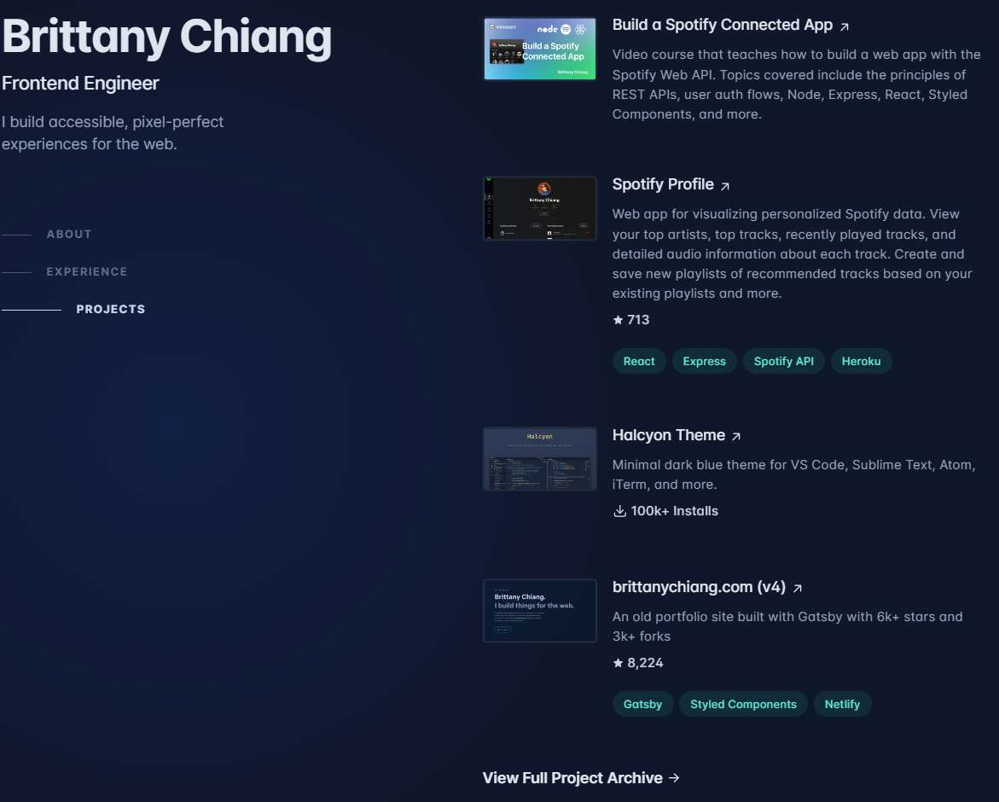 Brittany Chiang
Frontend Engineer
I build accessible, pixel-perfect
experiences for the web.
ABOUT
EXPERIENCE
PROJECTS
node
Build a Spotify
Connected App
Brittany Chiang
Build a Spotify Connected App
Video course that teaches how to build a web app with the
Spotify Web API. Topics covered include the principles of
REST APIs, user auth flows, Node, Express, React, Styled
Components, and more.
Brittany Chiang
Spotify Profile
Web app for visualizing personalized Spotify data. View
your top artists, top tracks, recently played tracks, and
detailed audio information about each track. Create and
save new playlists of recommended tracks based on your
existing playlists and more.
713
React
Express
Spotify API
Heroku
Halcyon
Halcyon Theme
Minimal dark blue theme for VS Code, Sublime Text, Atom,
iTerm, and more.
100k+ Installs
Brittany Chiang.
I build things for the web.
brittanychiang.com (v4)
An old portfolio site built with Gatsby with 6k+ stars and
3k+ forks
8,224
Gatsby
Styled Components
Netlify
View Full Project Archive